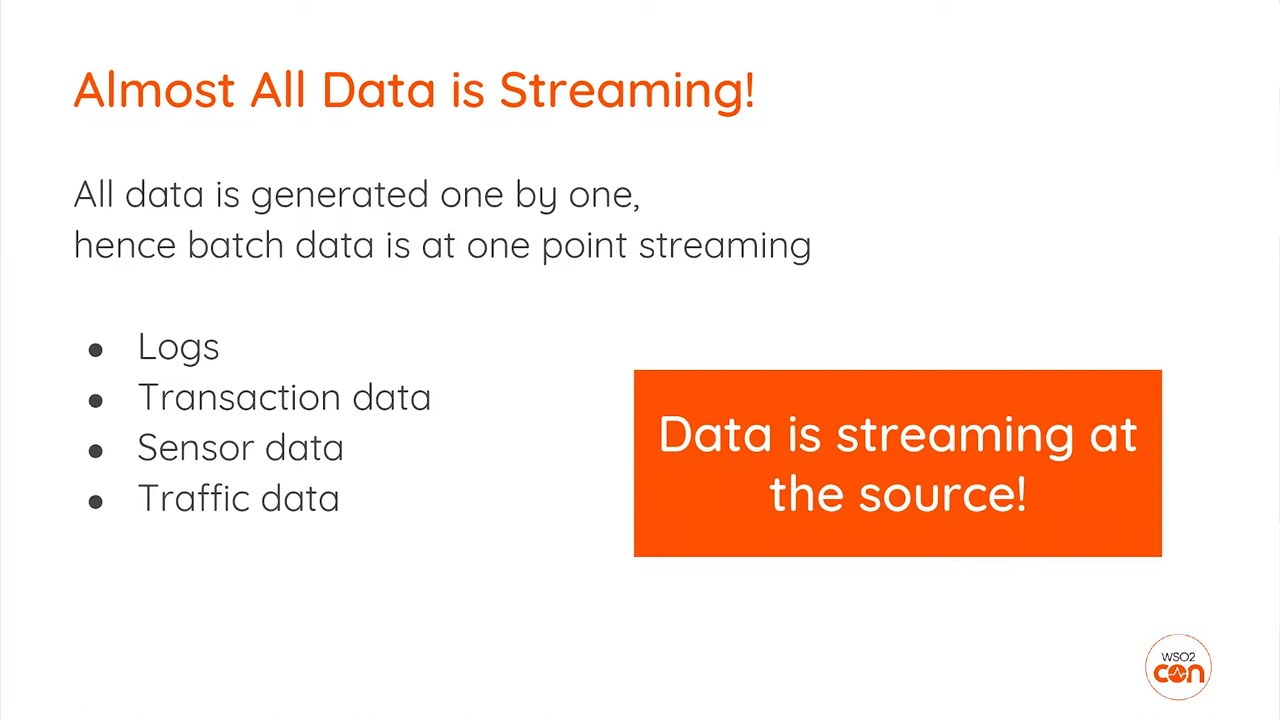 Almost All Data is Streaming!
All data is generated one by one,
hence batch data is at one point streaming
● Logs
● Transaction data
● Sensor data
● Traffic data
Data is streaming at
the source!
WSO2
con